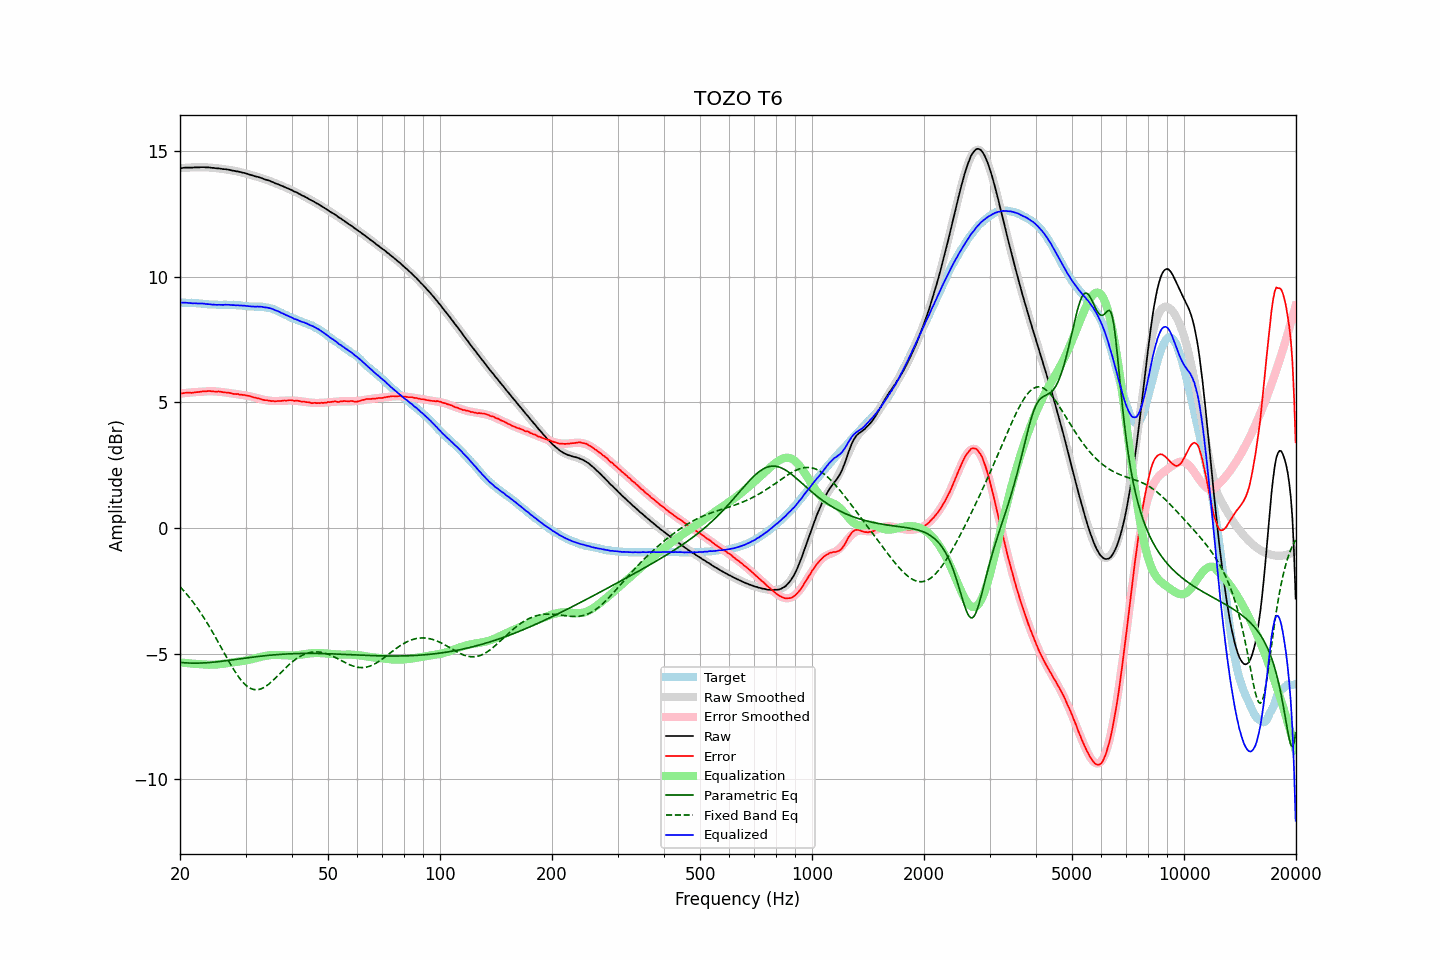 TOZO T6
Amplitude (dBr)
15
10
5
0
−5
−10
Target
Raw Smoothed
Error Smoothed
Raw
Error
Equalization
Parametric Eq
Fixed Band Eq
Equalized
20 50 100 200 500 1000 2000 5000 10000 20000
Frequency (Hz)